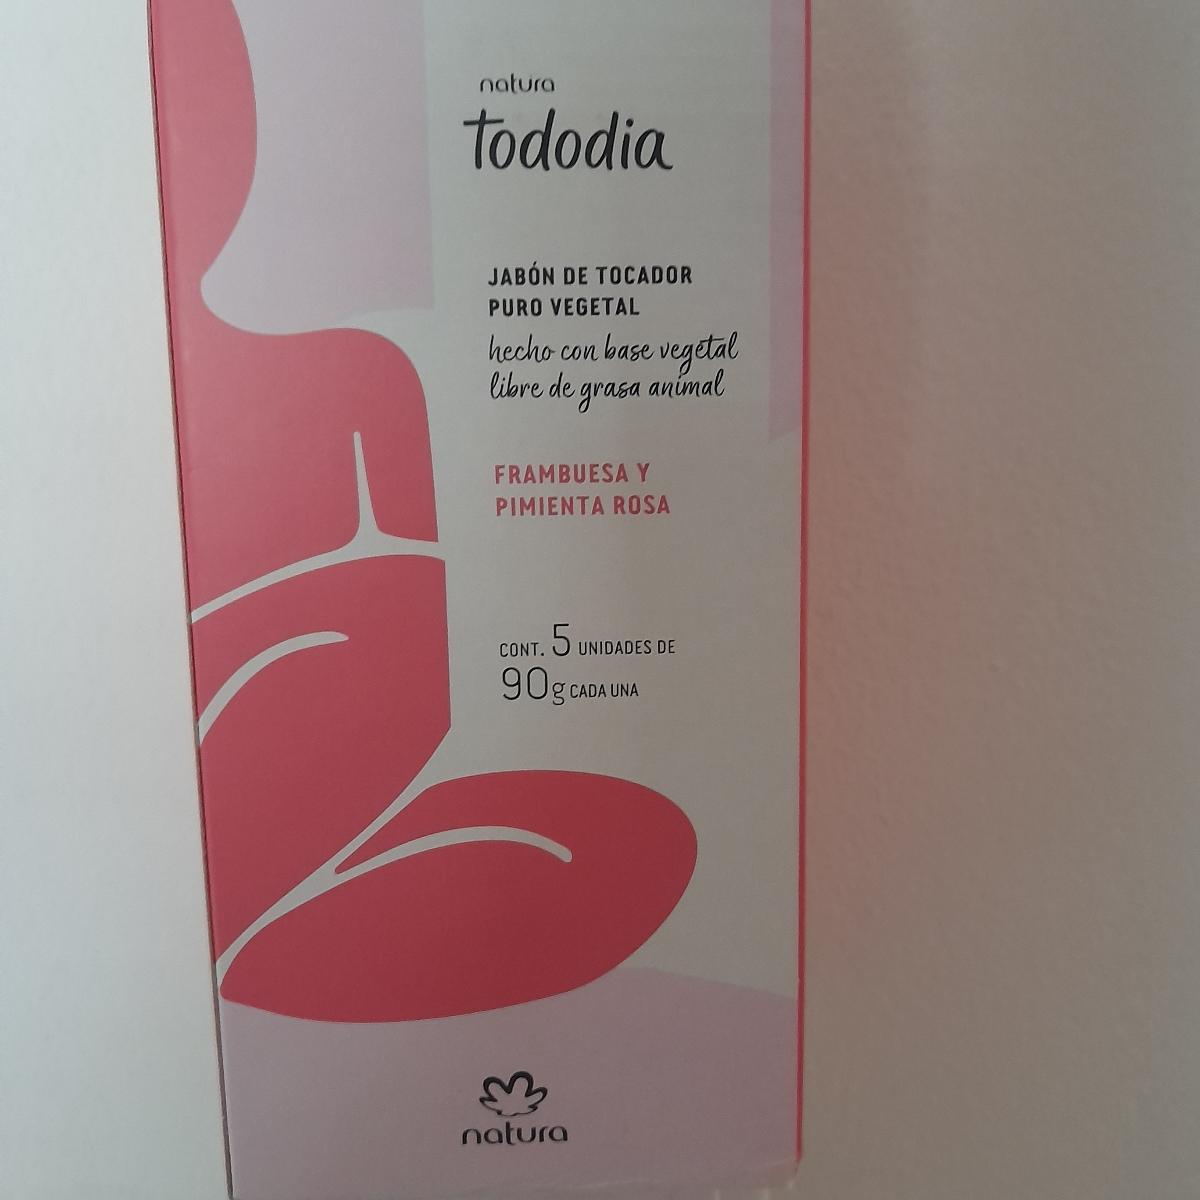 natura
tododia
JABÓN DE TOCADOR
PURO VEGETAL
hecho con base vegetal
libre de grasa animal
FRAMBUESA Y
PIMIENTA ROSA
CONT. 5 UNIDADES DE
90g CADA UNA
natura